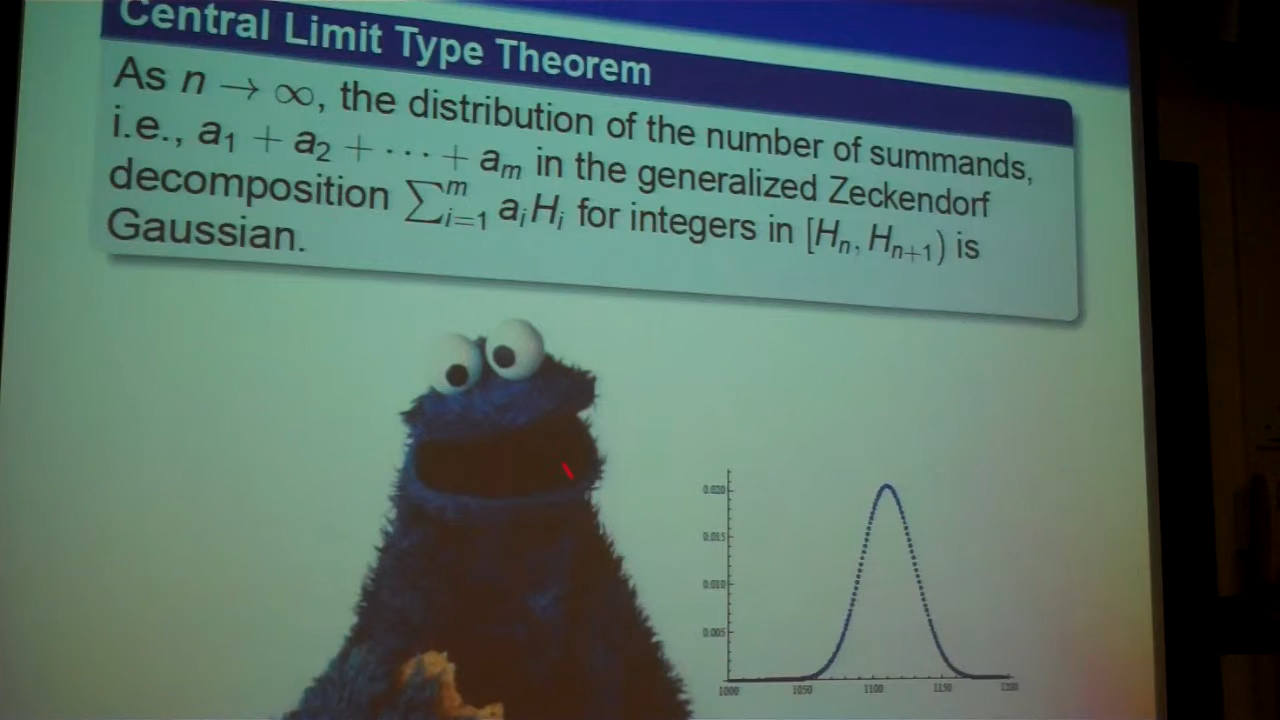 Central Limit Type Theorem
As n → ∞, the distribution of the number of summands,
i.e., a₁ + a₂ + ⋯ + aₘ in the generalized Zeckendorf
decomposition ∑ᵐᵢ₌₁ aᵢHᵢ for integers in [Hₙ, Hₙ₊₁) is
Gaussian.
0.020
0.015
0.010
0.005
1000 1050 1100 1150 1200